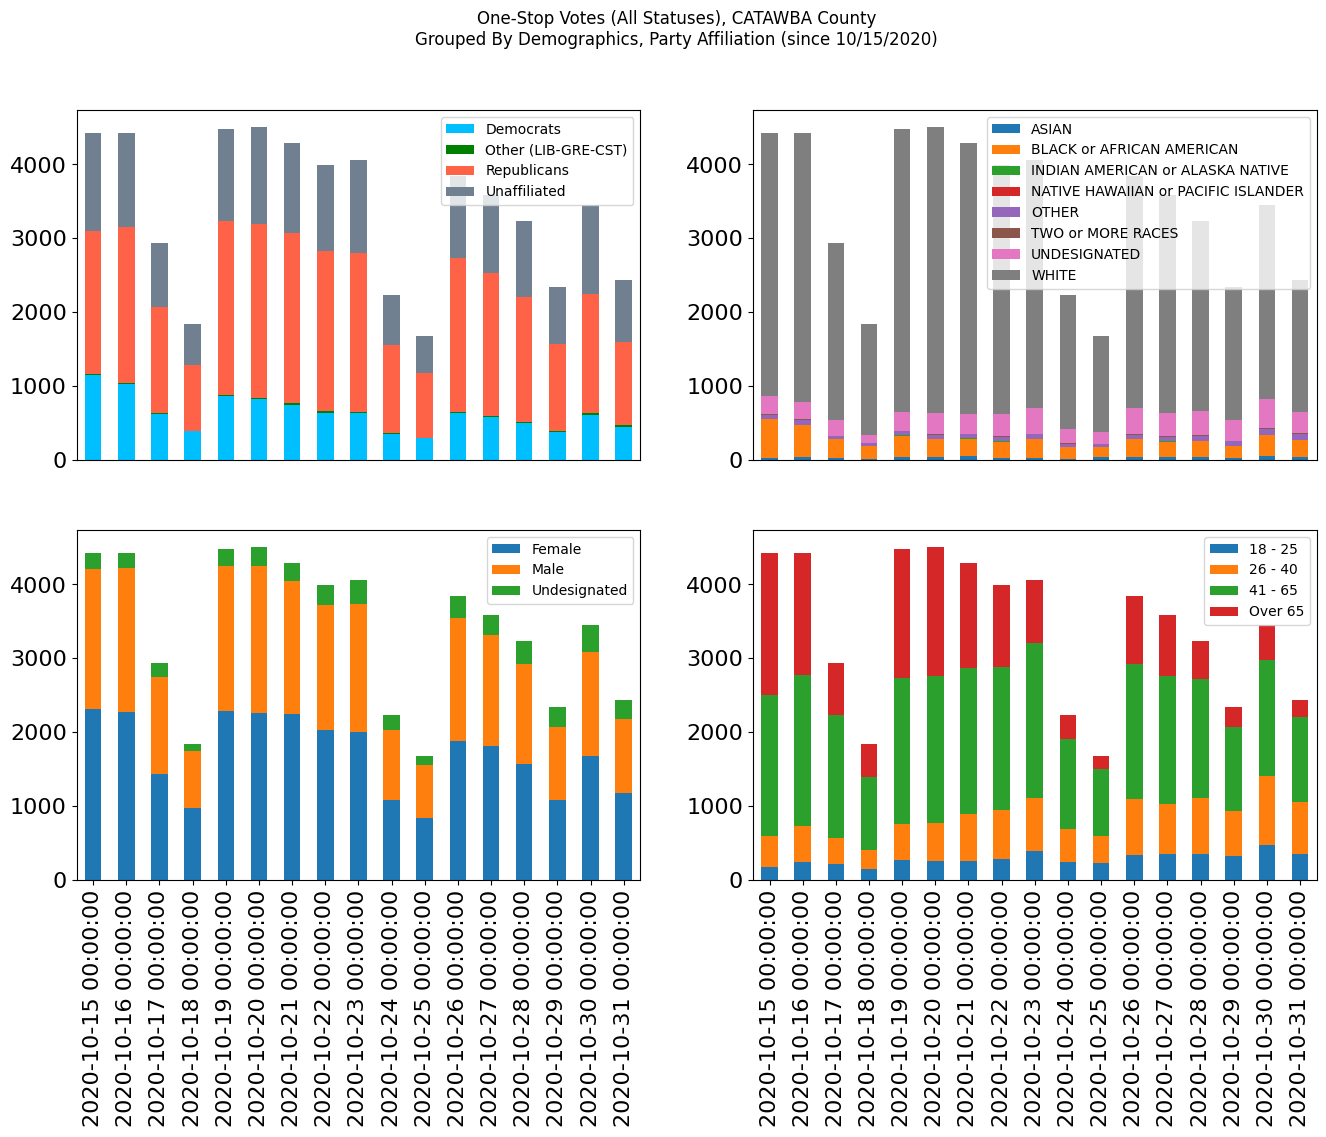 One-Stop Votes (All Statuses), CATAWBA County
Grouped By Demographics, Party Affiliation (since 10/15/2020)
4000
3000
2000
1000
0
Democrats
Other (LIB-GRE-CST)
Republicans
Unaffiliated
4000
3000
2000
1000
0
ASIAN
BLACK or AFRICAN AMERICAN
INDIAN AMERICAN or ALASKA NATIVE
NATIVE HAWAIIAN or PACIFIC ISLANDER
OTHER
TWO or MORE RACES
UNDESIGNATED
WHITE
4000
3000
2000
1000
0
Female
Male
Undesignated
2020-10-15 00:00:00
2020-10-16 00:00:00
2020-10-17 00:00:00
2020-10-18 00:00:00
2020-10-19 00:00:00
2020-10-20 00:00:00
2020-10-21 00:00:00
2020-10-22 00:00:00
2020-10-23 00:00:00
2020-10-24 00:00:00
2020-10-25 00:00:00
2020-10-26 00:00:00
2020-10-27 00:00:00
2020-10-28 00:00:00
2020-10-29 00:00:00
2020-10-30 00:00:00
2020-10-31 00:00:00
4000
3000
2000
1000
0
18 - 25
26 - 40
41 - 65
Over 65
2020-10-15 00:00:00
2020-10-16 00:00:00
2020-10-17 00:00:00
2020-10-18 00:00:00
2020-10-19 00:00:00
2020-10-20 00:00:00
2020-10-21 00:00:00
2020-10-22 00:00:00
2020-10-23 00:00:00
2020-10-24 00:00:00
2020-10-25 00:00:00
2020-10-26 00:00:00
2020-10-27 00:00:00
2020-10-28 00:00:00
2020-10-29 00:00:00
2020-10-30 00:00:00
2020-10-31 00:00:00